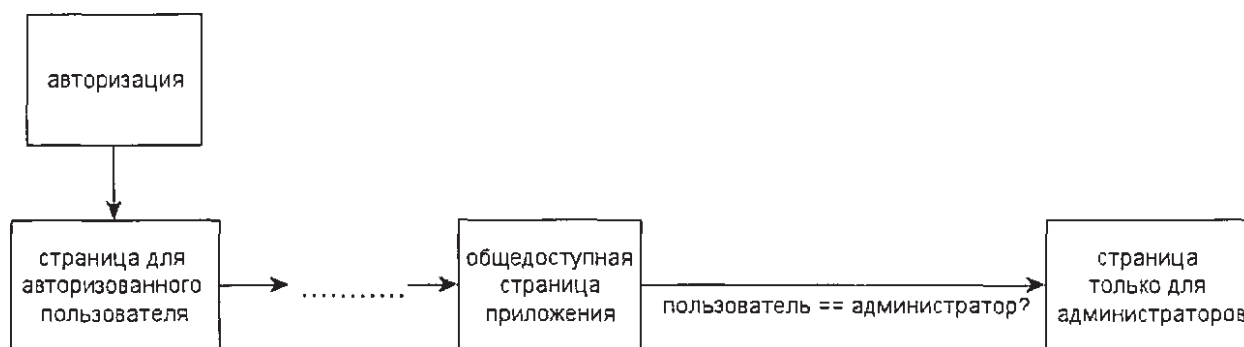 авторизация
страница для
авторизованного
пользователя
общедоступная
страница
приложения
пользователь == администратор?
страница
только для
администраторов